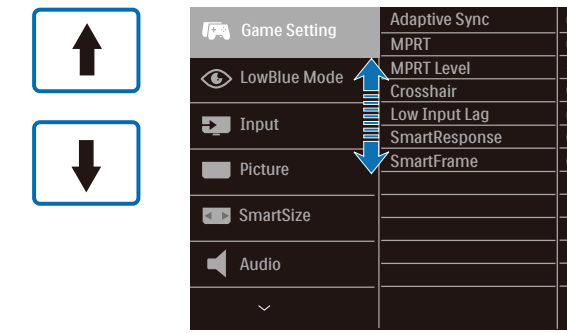 Game Setting
LowBlue Mode
Input
Picture
SmartSize
Audio
Adaptive Sync
MPRT
MPRT Level
Crosshair
Low Input Lag
SmartResponse
SmartFrame